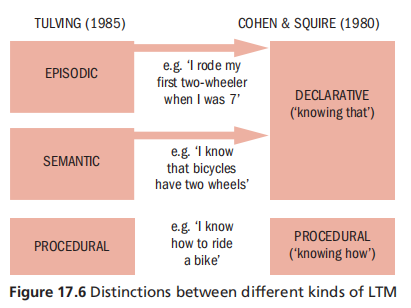 TULVING (1985)
COHEN & SQUIRE (1980)
EPISODIC
e.g. ‘I rode my
first two-wheeler
when I was 7’
DECLARATIVE
(‘knowing that’)
SEMANTIC
e.g. ‘I know
that bicycles
have two wheels’
PROCEDURAL
e.g. ‘I know
how to ride
a bike’
PROCEDURAL
(‘knowing how’)
Figure 17.6 Distinctions between different kinds of LTM